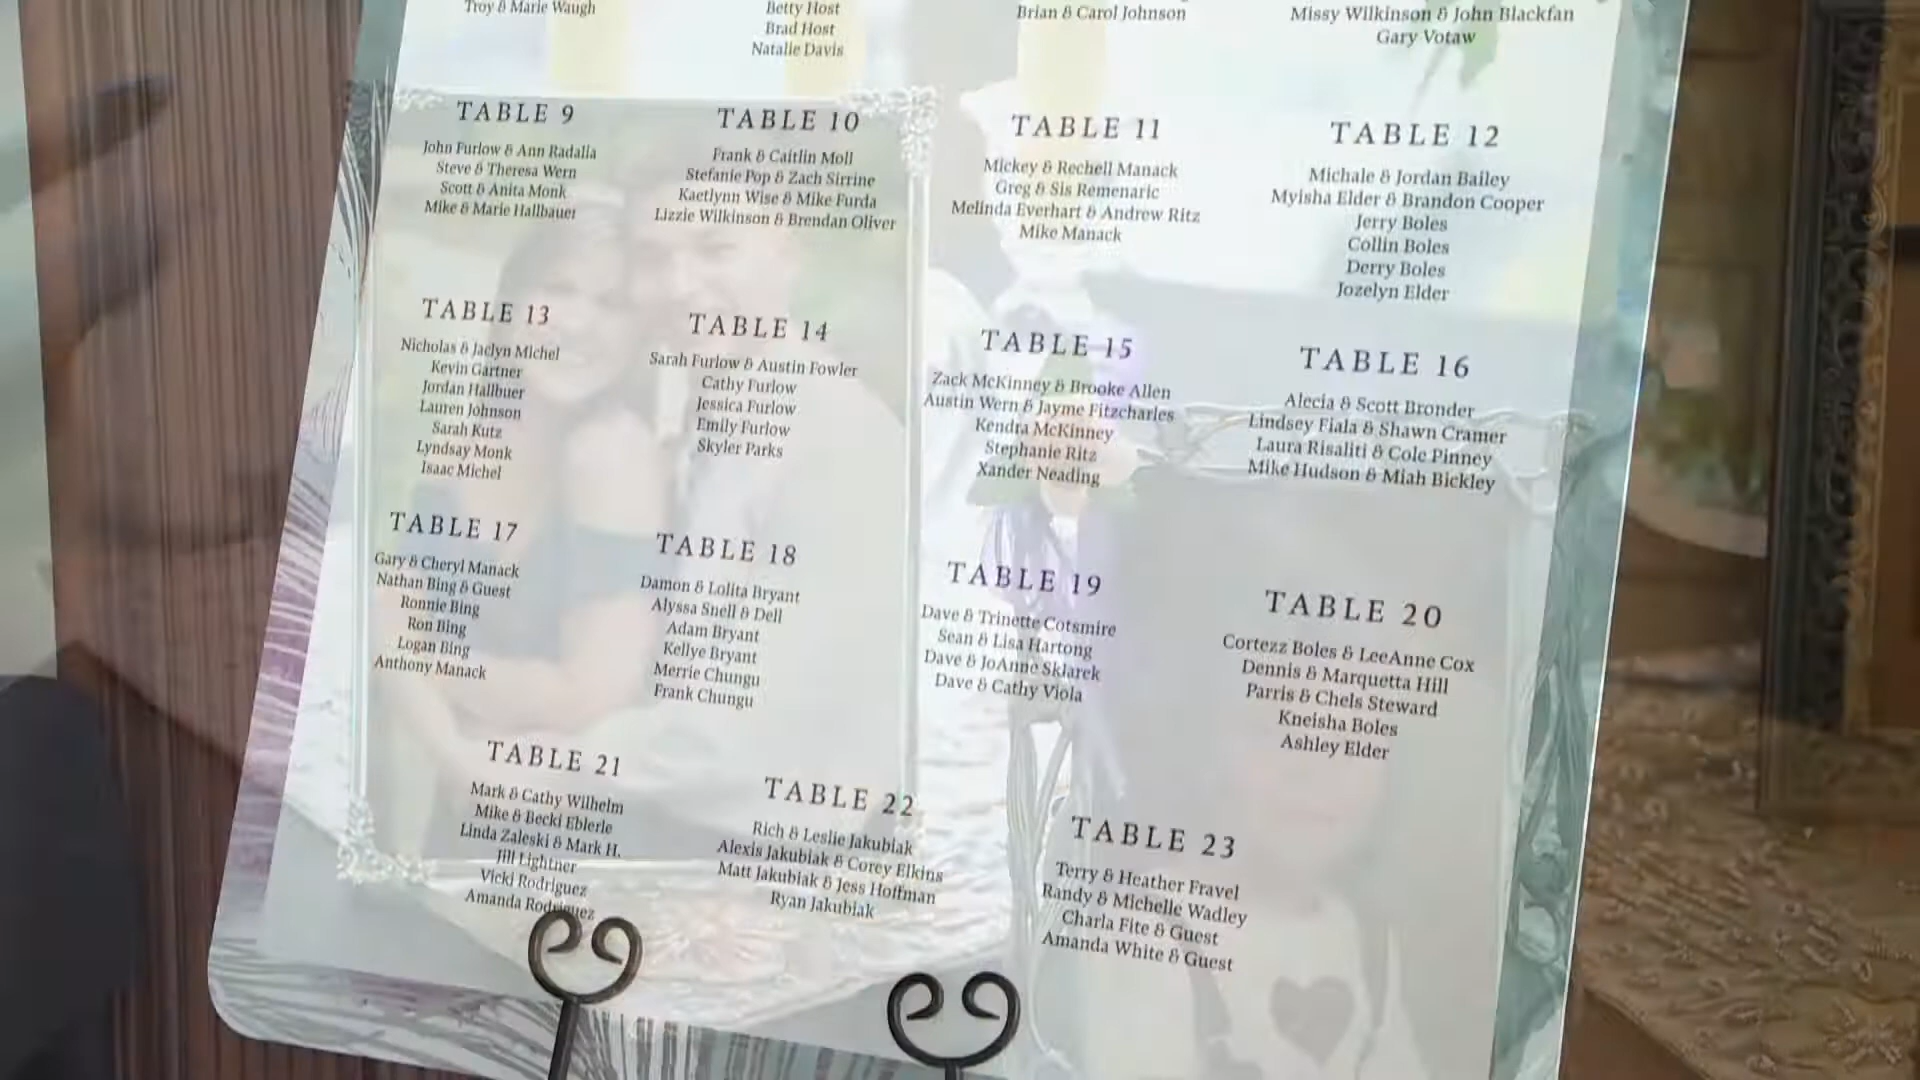 Troy & Marie Waugh
Betty Host
Brad Host
Natalie Davis
Brian & Carol Johnson
Missy Wilkinson & John Blackfan
Gary Votaw
TABLE 9
John Furlow & Ann Radalia
Steve & Theresa Wern
Scott & Anita Monk
Mike & Marie Hallbauer
TABLE 10
Frank & Caitlin Moll
Stefanie Pop & Zach Sirrine
Kaetlynn Wise & Mike Furda
Lizzie Wilkinson & Brendan Oliver
TABLE 11
Mickey & Rechell Manack
Greg & Sis Remenaric
Melinda Everhart & Andrew Ritz
Mike Manack
TABLE 12
Michale & Jordan Bailey
Myisha Elder & Brandon Cooper
Jerry Boles
Collin Boles
Derry Boles
Jozelyn Elder
TABLE 13
Nicholas & Jaclyn Michel
Kevin Gartner
Jordan Hallbuer
Lauren Johnson
Sarah Kutz
Lyndsay Monk
Isaac Michel
TABLE 14
Sarah Furlow & Austin Fowler
Cathy Furlow
Jessica Furlow
Emily Furlow
Skyler Parks
TABLE 15
Zack McKinney & Brooke Allen
Austin Wern & Jayme Fitzcharles
Kendra McKinney
Stephanie Ritz
Xander Neading
TABLE 16
Alecia & Scott Bronder
Lindsey Fiala & Shawn Cramer
Laura Risaliti & Cole Pinney
Mike Hudson & Miah Bickley
TABLE 17
Gary & Cheryl Manack
Nathan Bing & Guest
Ronnie Bing
Ron Bing
Logan Bing
Anthony Manack
TABLE 18
Damon & Lolita Bryant
Alyssa Snell & Dell
Adam Bryant
Kellye Bryant
Merrie Chungu
Frank Chungu
TABLE 19
Dave & Trinette Cotsmire
Sean & Lisa Hartong
Dave & JoAnne Sklarek
Dave & Cathy Viola
TABLE 20
Cortezz Boles & LeeAnne Cox
Dennis & Marquetta Hill
Parris & Chels Steward
Kneisha Boles
Ashley Elder
TABLE 21
Mark & Cathy Wilhelm
Mike & Becki Eblerle
Linda Zaleski & Mark H.
Jill Lightner
Vicki Rodriguez
Amanda Rodriguez
TABLE 22
Rich & Leslie Jakubiak
Alexis Jakubiak & Corey Elkins
Matt Jakubiak & Jess Hoffman
Ryan Jakubiak
TABLE 23
Terry & Heather Fravel
Randy & Michelle Wadley
Charla Fite & Guest
Amanda White & Guest